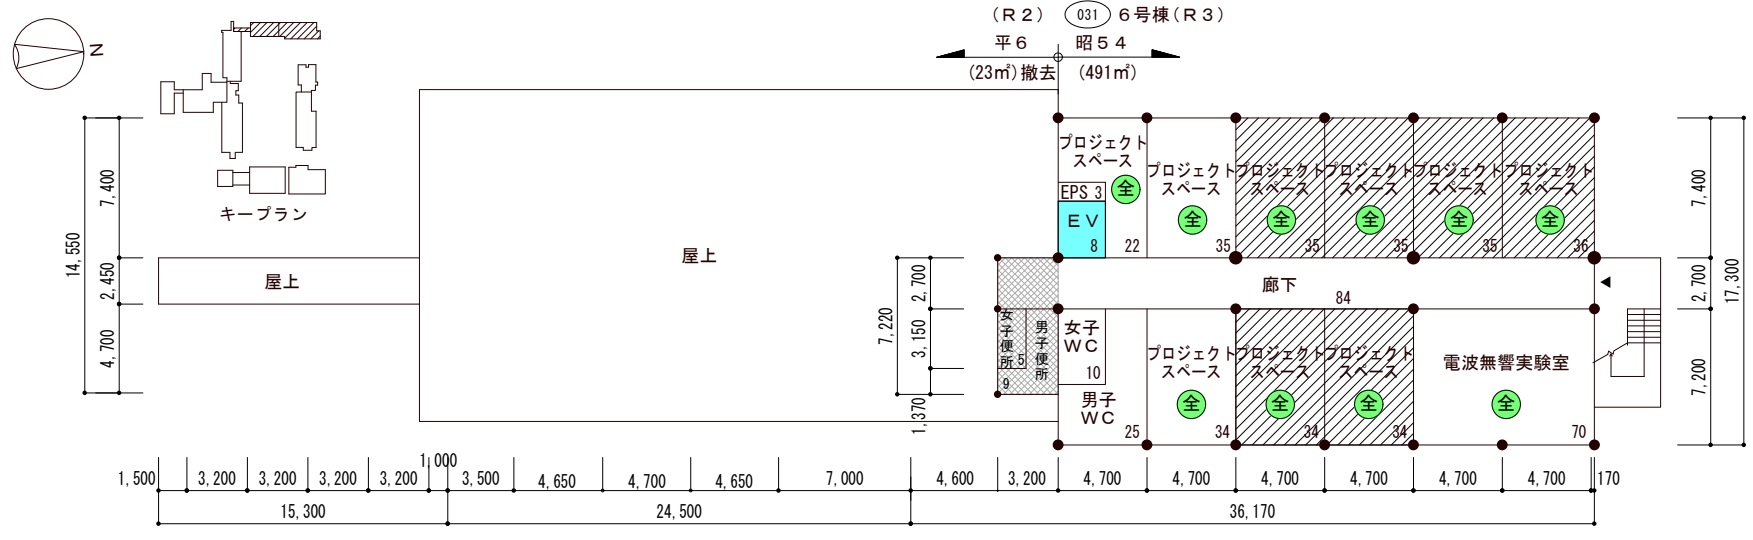 (R2) 031 6号棟(R3)
平6 昭54
(23㎡)撤去 (491㎡)
N
キープラン
14,550
7,400
2,450
4,700
屋上
屋上
プロジェクト
スペース
全
22
EPS 3
EV
8
プロジェクト
スペース
全
35
プロジェクト
スペース
全
35
プロジェクト
スペース
全
35
プロジェクト
スペース
全
35
プロジェクト
スペース
全
36
廊下
84
7,220
2,700
3,150
1,370
女子便所
5
男子便所
9
女子
WC
10
男子
WC
25
プロジェクト
スペース
全
34
プロジェクト
スペース
全
34
プロジェクト
スペース
全
34
電波無響実験室
全
70
7,400
2,700
7,200
17,300
1,500 3,200 3,200 3,200 3,200 1,000 3,500 4,650 4,700 4,650 7,000 4,600 3,200 4,700 4,700 4,700 4,700 4,700 4,700 170
15,300 24,500 36,170